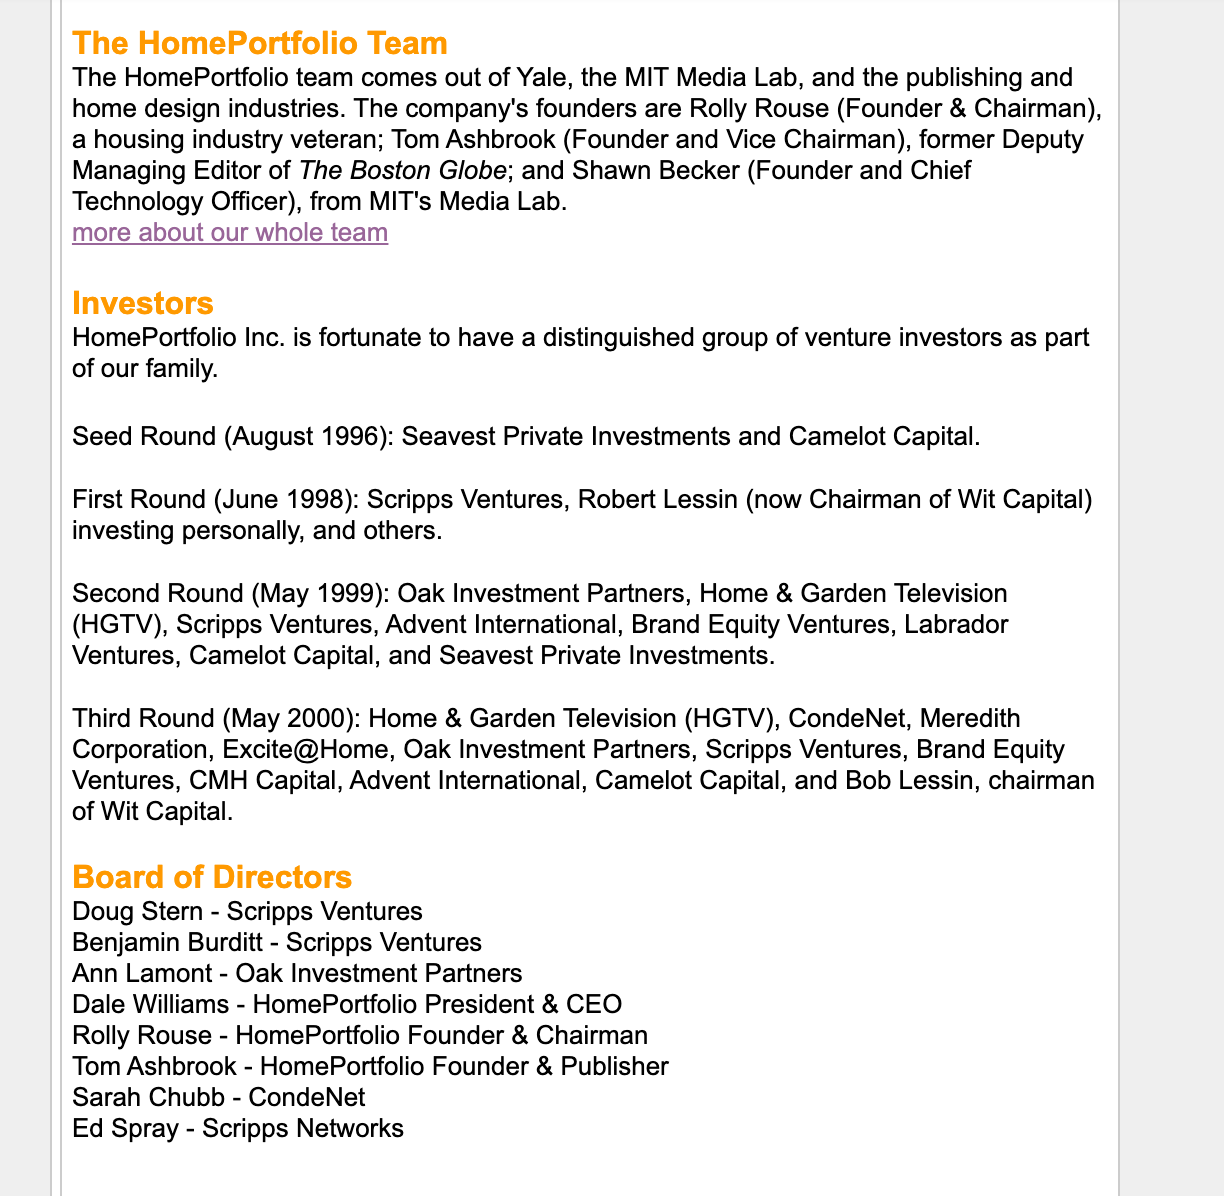 The HomePortfolio Team
The HomePortfolio team comes out of Yale, the MIT Media Lab, and the publishing and
home design industries. The company's founders are Rolly Rouse (Founder & Chairman),
a housing industry veteran; Tom Ashbrook (Founder and Vice Chairman), former Deputy
Managing Editor of The Boston Globe; and Shawn Becker (Founder and Chief
Technology Officer), from MIT's Media Lab.
more about our whole team
Investors
HomePortfolio Inc. is fortunate to have a distinguished group of venture investors as part
of our family.
Seed Round (August 1996): Seavest Private Investments and Camelot Capital.
First Round (June 1998): Scripps Ventures, Robert Lessin (now Chairman of Wit Capital)
investing personally, and others.
Second Round (May 1999): Oak Investment Partners, Home & Garden Television
(HGTV), Scripps Ventures, Advent International, Brand Equity Ventures, Labrador
Ventures, Camelot Capital, and Seavest Private Investments.
Third Round (May 2000): Home & Garden Television (HGTV), CondeNet, Meredith
Corporation, Excite@Home, Oak Investment Partners, Scripps Ventures, Brand Equity
Ventures, CMH Capital, Advent International, Camelot Capital, and Bob Lessin, chairman
of Wit Capital.
Board of Directors
Doug Stern - Scripps Ventures
Benjamin Burditt - Scripps Ventures
Ann Lamont - Oak Investment Partners
Dale Williams - HomePortfolio President & CEO
Rolly Rouse - HomePortfolio Founder & Chairman
Tom Ashbrook - HomePortfolio Founder & Publisher
Sarah Chubb - CondeNet
Ed Spray - Scripps Networks